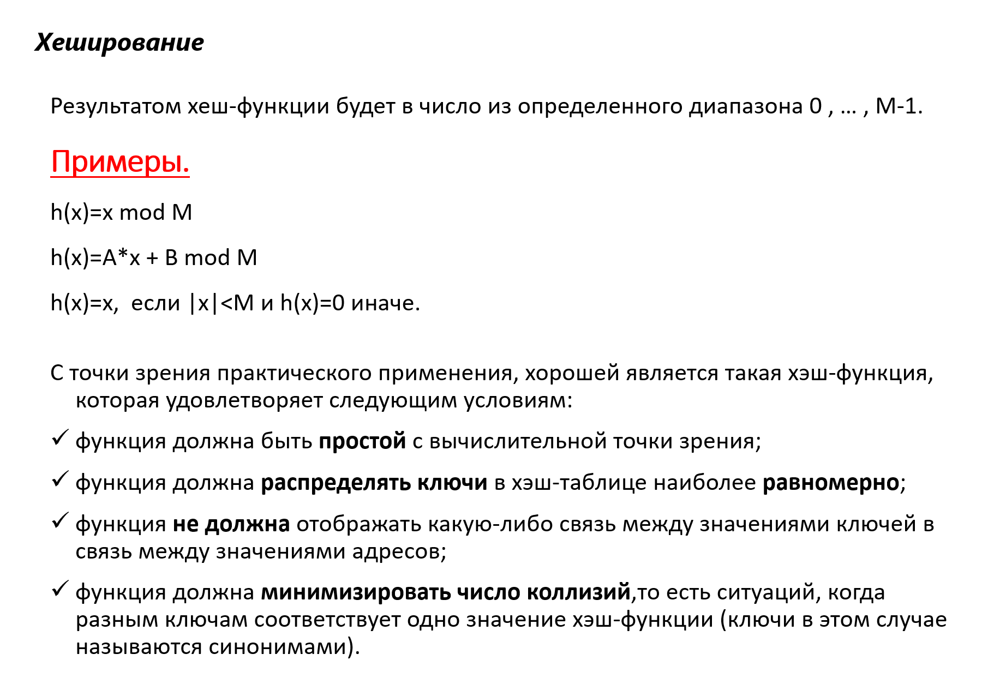 Хеширование
Результатом хеш-функции будет в число из определенного диапазона 0 , … , M-1.
Примеры.
h(x)=x mod M
h(x)=A*x + B mod M
h(x)=x,  если |x|<M и h(x)=0 иначе.
С точки зрения практического применения, хорошей является такая хэш-функция,
которая удовлетворяет следующим условиям:
✓ функция должна быть простой с вычислительной точки зрения;
✓ функция должна распределять ключи в хэш-таблице наиболее равномерно;
✓ функция не должна отображать какую-либо связь между значениями ключей в
связь между значениями адресов;
✓ функция должна минимизировать число коллизий,то есть ситуаций, когда
разным ключам соответствует одно значение хэш-функции (ключи в этом случае
называются синонимами).